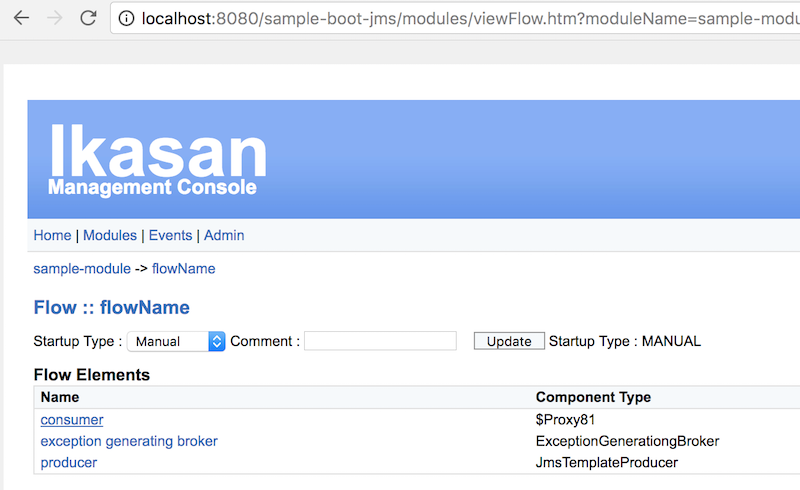 localhost:8080/sample-boot-jms/modules/viewFlow.htm?moduleName=sample-modu
Ikasan
Management Console
Home | Modules | Events | Admin
sample-module -> flowName
Flow :: flowName
Startup Type : Manual Comment : Update Startup Type : MANUAL
Flow Elements
Name Component Type
consumer $Proxy81
exception generating broker ExceptionGenerationgBroker
producer JmsTemplateProducer